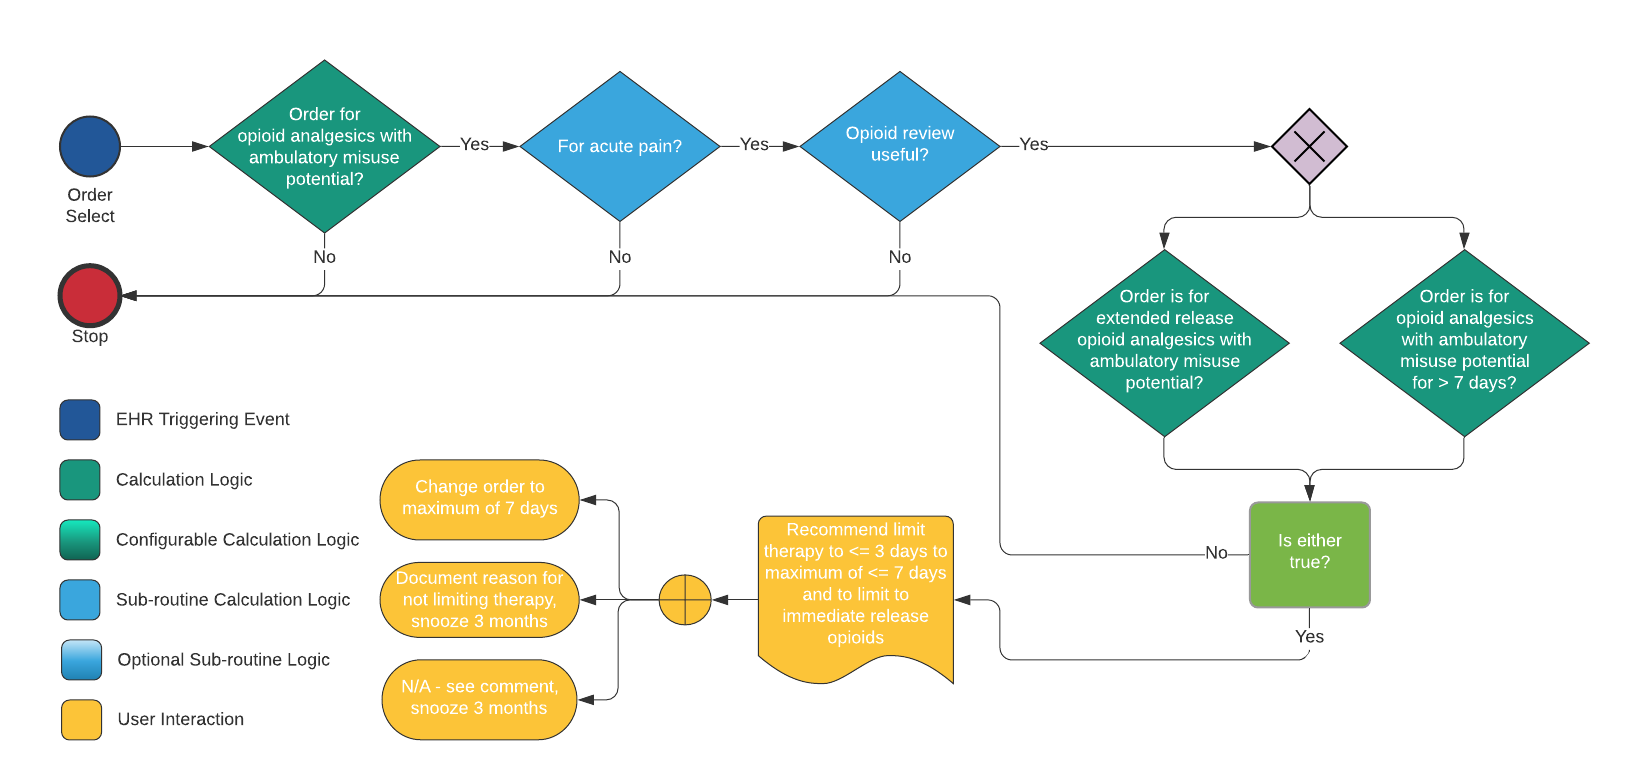 Order for
opioid analgesics with
ambulatory misuse
potential?
Yes
For acute pain?
Yes
Opioid review
useful?
Yes
Order
Select
No
No
No
Stop
Order is for
extended release
opioid analgesics with
ambulatory misuse
potential?
Order is for
opioid analgesics
with ambulatory
misuse potential
for > 7 days?
EHR Triggering Event
Calculation Logic
Configurable Calculation Logic
Sub-routine Calculation Logic
Optional Sub-routine Logic
User Interaction
Change order to
maximum of 7 days
Document reason for
not limiting therapy,
snooze 3 months
N/A - see comment,
snooze 3 months
Recommend limit
therapy to <= 3 days to
maximum of <= 7 days
and to limit to
immediate release
opioids
No
Is either
true?
Yes